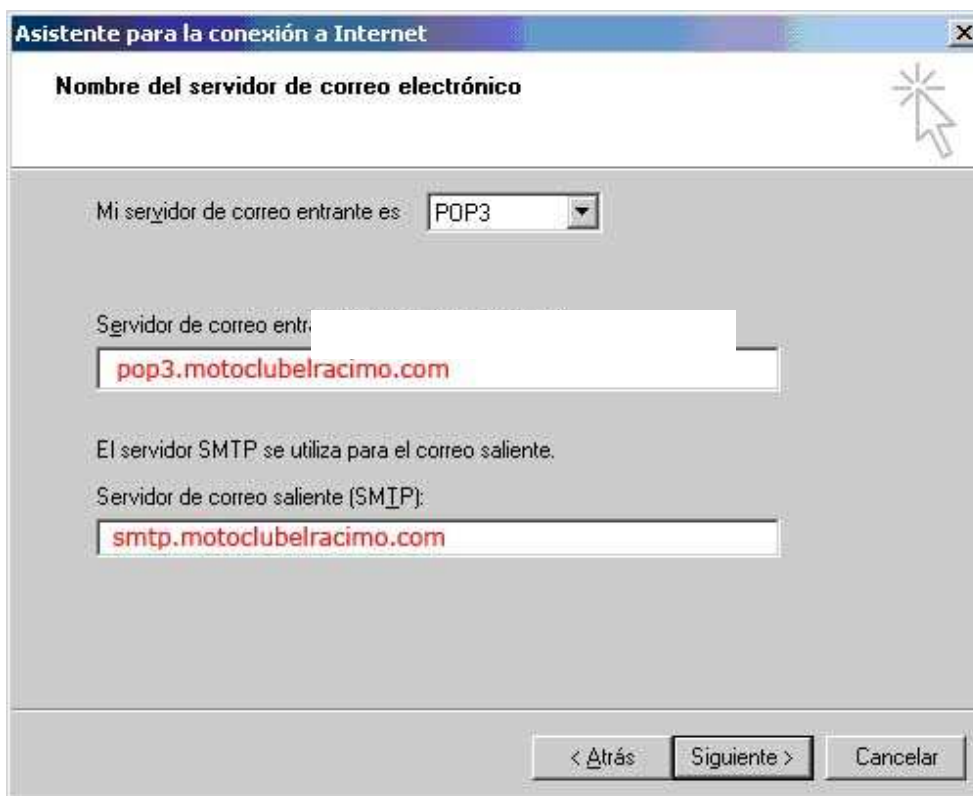 Asistente para la conexión a Internet
Nombre del servidor de correo electrónico
Mi servidor de correo entrante es POP3
Servidor de correo
pop3.motoclubelracimo.com
El servidor SMTP se utiliza para el correo saliente.
Servidor de correo saliente (SMTP):
smtp.motoclubelracimo.com
< Atrás Siguiente > Cancelar